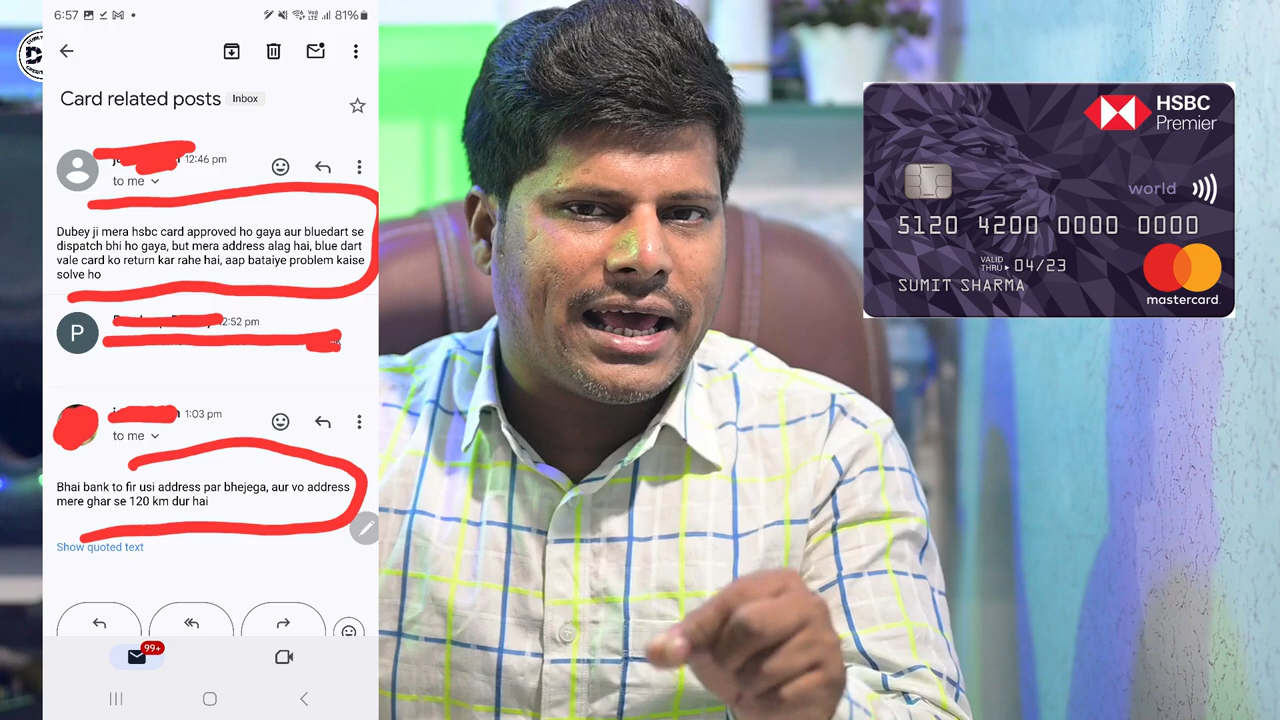 6:57
81%
Card related posts
Inbox
12:46 pm
to me
Dubey ji mera hsbc card approved ho gaya aur bluedart se
dispatch bhi ho gaya, but mera address alag hai, blue dart
vale card ko return kar rahe hai, aap bataiye problem kaise
solve ho
P
2:52 pm
1:03 pm
to me
Bhai bank to fir usi address par bhejega, aur vo address
mere ghar se 120 km dur hai
Show quoted text
99+
HSBC
Premier
world
5120 4200 0000 0000
VALID
THRU
04/23
SUMIT SHARMA
mastercard